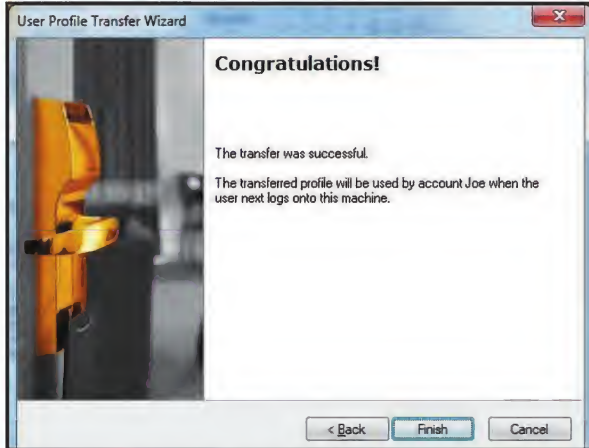 User Profile Transfer Wizard
Congratulations!
The transfer was successful.
The transferred profile will be used by account Joe when the
user next logs onto this machine.
< Back
Finish
Cancel